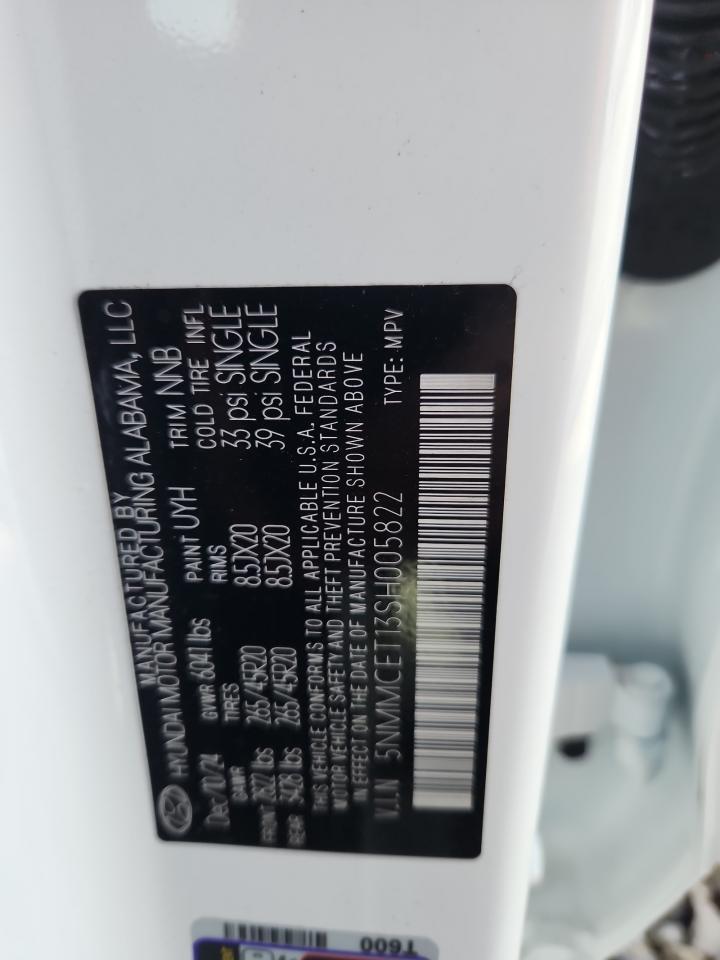 MANUFACTURED BY
HYUNDAI MOTOR MANUFACTURING ALABAMA, LLC
Dec/10/24 GVWR 6041 lbs PAINT UYH TRIM NNB
GAWR TIRES RIMS COLD TIRE INFL
FRONT 2822 lbs 265/45R20 8.5JX20 33 psi SINGLE
REAR 3428 lbs 265/45R20 8.5JX20 39 psi SINGLE
THIS VEHICLE CONFORMS TO ALL APPLICABLE U.S.A. FEDERAL
MOTOR VEHICLE SAFETY AND THEFT PREVENTION STANDARDS
IN EFFECT ON THE DATE OF MANUFACTURE SHOWN ABOVE
V.I.N 5NMMCET13SH005822 TYPE: MPV
T600